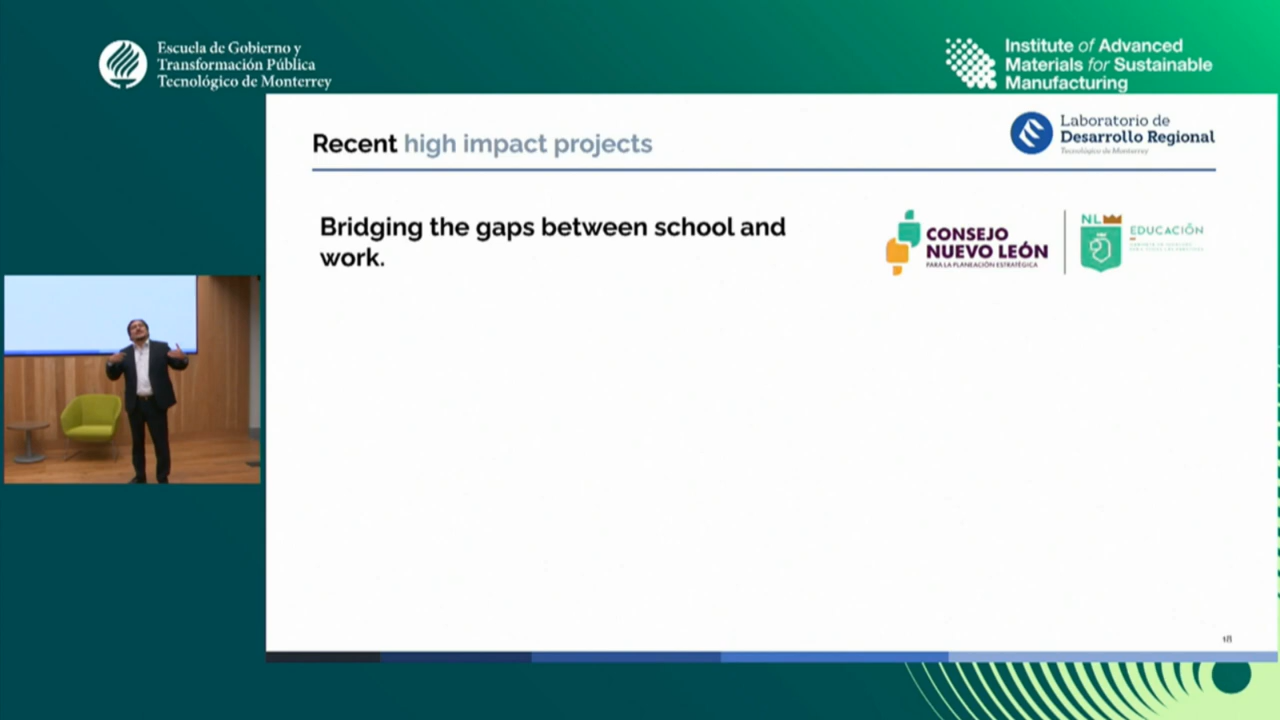 Escuela de Gobierno y
Transformación Pública
Tecnológico de Monterrey
Institute of Advanced
Materials for Sustainable
Manufacturing
Recent high impact projects
Laboratorio de
Desarrollo Regional
Tecnológico de Monterrey
Bridging the gaps between school and
work.
CONSEJO
NUEVO LEÓN
PARA LA PLANEACIÓN ESTRATÉGICA
NL
EDUCACIÓN
18